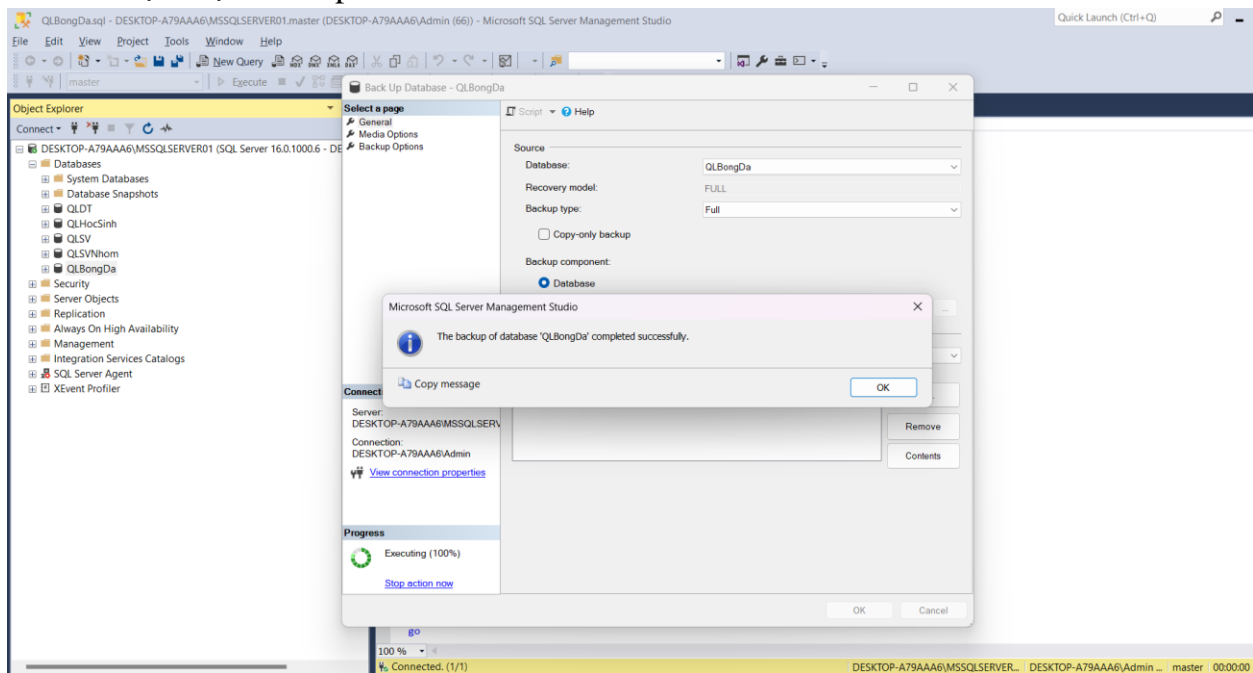 QLBongDa.sql - DESKTOP-A79AAA6\MSSQLSERVER01.master (DESKTOP-A79AAA6\Admin (66)) - Microsoft SQL Server Management Studio
Quick Launch (Ctrl+Q)
File Edit View Project Tools Window Help
New Query
master
Execute
Object Explorer
Connect
DESKTOP-A79AAA6\MSSQLSERVER01 (SQL Server 16.0.1000.6 - DE
Databases
System Databases
Database Snapshots
QLDT
QLHocSinh
QLSV
QLSVNhom
QLBongDa
Security
Server Objects
Replication
Always On High Availability
Management
Integration Services Catalogs
SQL Server Agent
XEvent Profiler
Back Up Database - QLBongDa
Select a page
General
Media Options
Backup Options
Script Help
Source
Database: QLBongDa
Recovery model: FULL
Backup type: Full
Copy-only backup
Backup component:
Database
Microsoft SQL Server Management Studio
The backup of database 'QLBongDa' completed successfully.
Copy message
OK
Connect
Server:
DESKTOP-A79AAA6\MSSQLSERV
Connection:
DESKTOP-A79AAA6\Admin
View connection properties
Remove
Contents
Progress
Executing (100%)
Stop action now
OK Cancel
go
100 %
Connected. (1/1)
DESKTOP-A79AAA6\MSSQLSERVER... DESKTOP-A79AAA6\Admin ... master 00:00:00